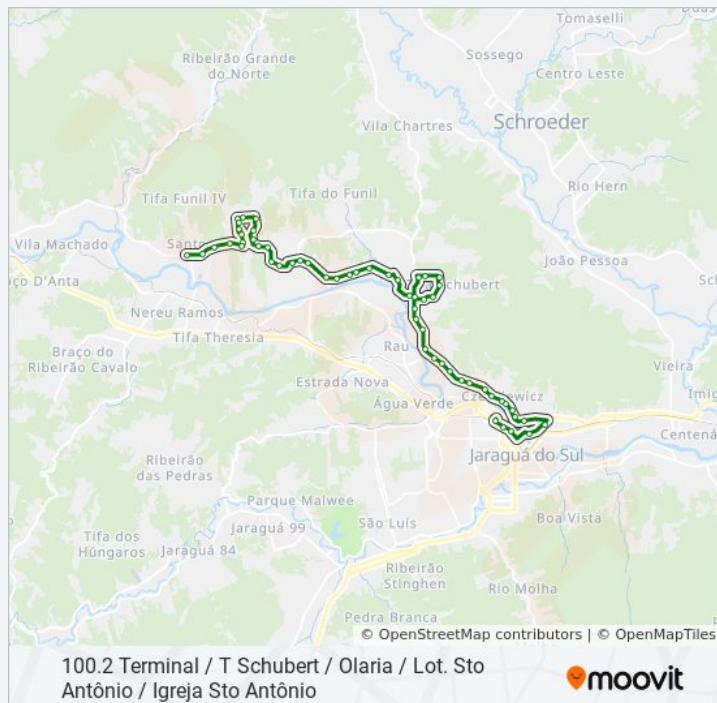 Tomaselli
Ribeirão Grande
do Norte
Sossego
Centro Leste
Schroeder
Vila Chartres
Tifa Funil IV
Tifa do Funil
Rio Hern
Vila Machado
João Pessoa
Nereu Ramos
Tifa Theresla
Braço do
Ribeirão Cavalo
Rau
Estrada Nova
Vieira
Água Verde
Jaraguá do Sul
Ribeirão
das Pedras
Parque Malwee
Boa Vista
São Luís
Jaraguá 99
Tifa dos
Húngaros
Jaraguá 84
Ribeirão
Stinghen
Rio Molha
Pedra Branca
© OpenStreetMap contributors | © OpenMapTiles
100.2 Terminal / T Schubert / Olaria / Lot. Sto
Antônio / Igreja Sto Antônio
moovit